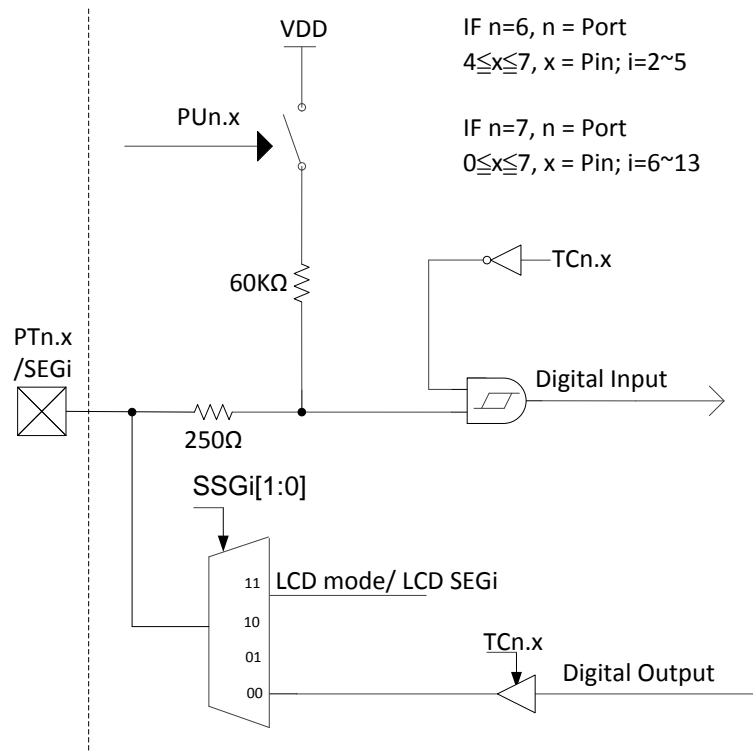 VDD
IF n=6, n = Port
4≦x≦7, x = Pin; i=2~5
PUn.x
IF n=7, n = Port
0≦x≦7, x = Pin; i=6~13
60KΩ
TCn.x
PTn.x
/SEGi
Digital Input
250Ω
SSGi[1:0]
11
LCD mode/ LCD SEGi
10
01
TCn.x
00
Digital Output